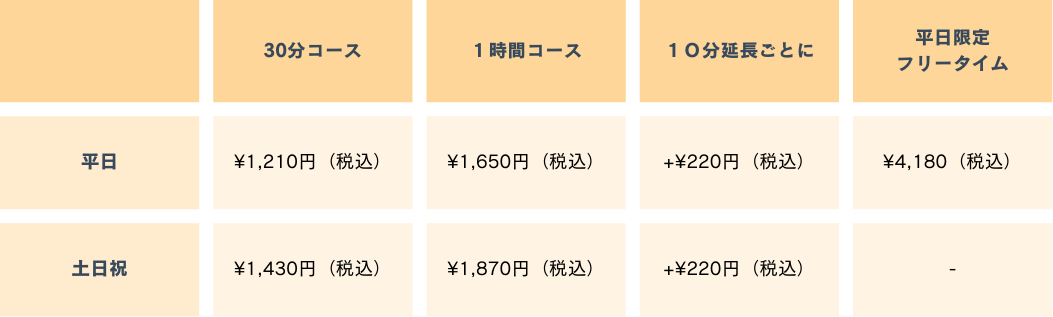 30分コース
１時間コース
１０分延長ごとに
平日限定
フリータイム
平日
¥1,210円（税込）
¥1,650円（税込）
+¥220円（税込）
¥4,180（税込）
土日祝
¥1,430円（税込）
¥1,870円（税込）
+¥220円（税込）
-